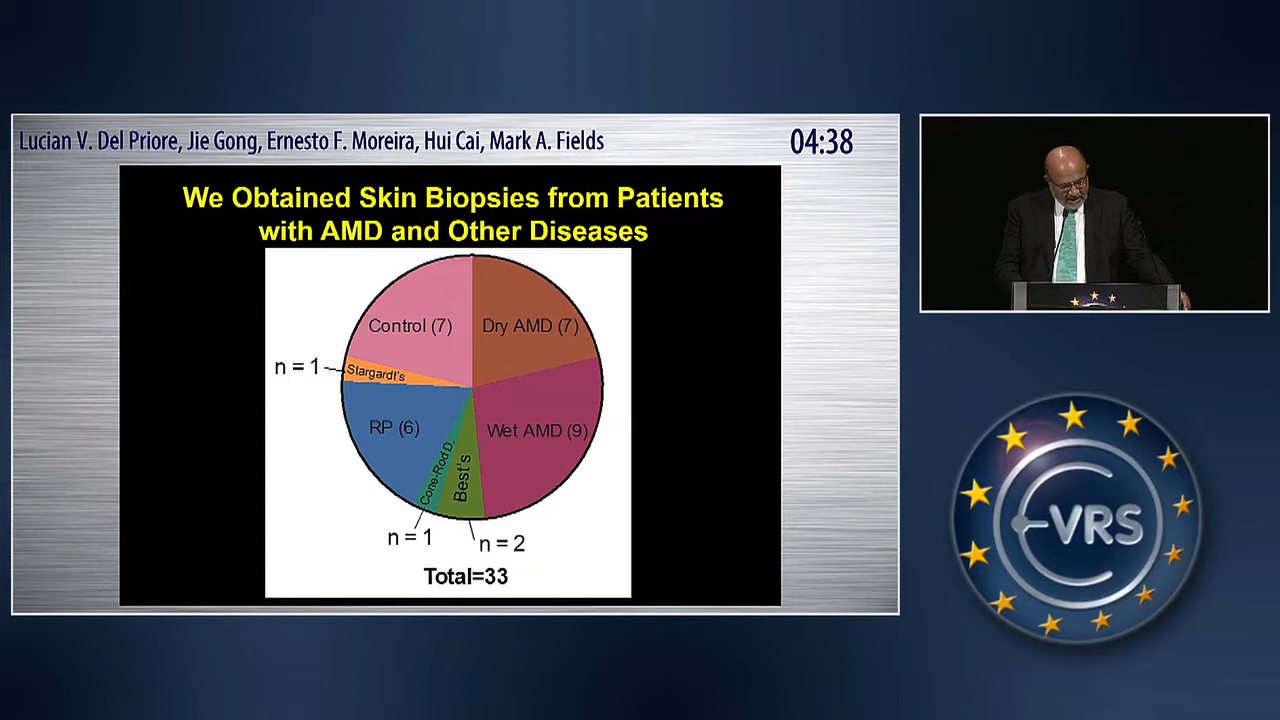 Lucian V. Del Priore, Jie Gong, Ernesto F. Moreira, Hui Cai, Mark A. Fields
04:38
We Obtained Skin Biopsies from Patients
with AMD and Other Diseases
Control (7)
Dry AMD (7)
n = 1
Stargardt's
RP (6)
Wet AMD (9)
Cone-Rod D.
Best's
n = 1
n = 2
Total=33
EVRS